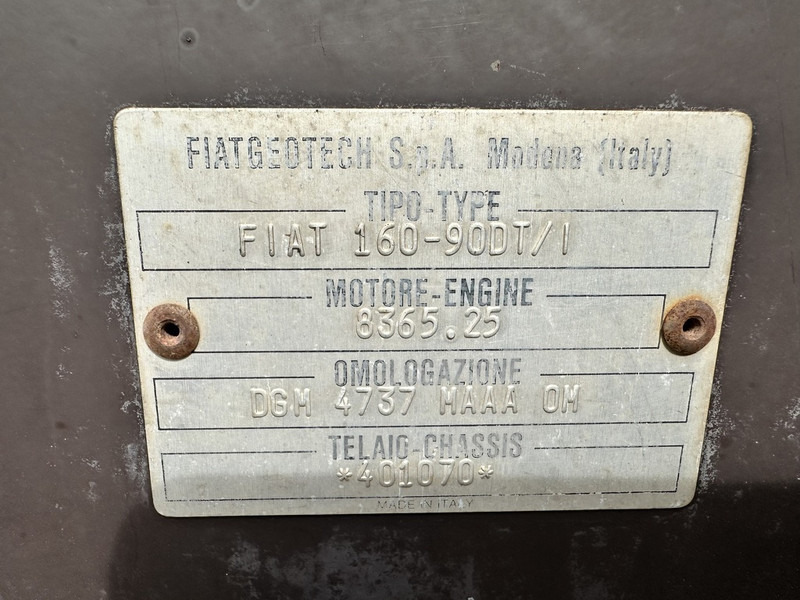 FIATGEOTECH S.p.A. Modena (Italy)
TIPO-TYPE
FIAT 160-90DT/I
MOTORE-ENGINE
8365.25
OMOLOGAZIONE
DGM 4737 MAAA OM
TELAIO-CHASSIS
*401070*
MADE IN ITALY